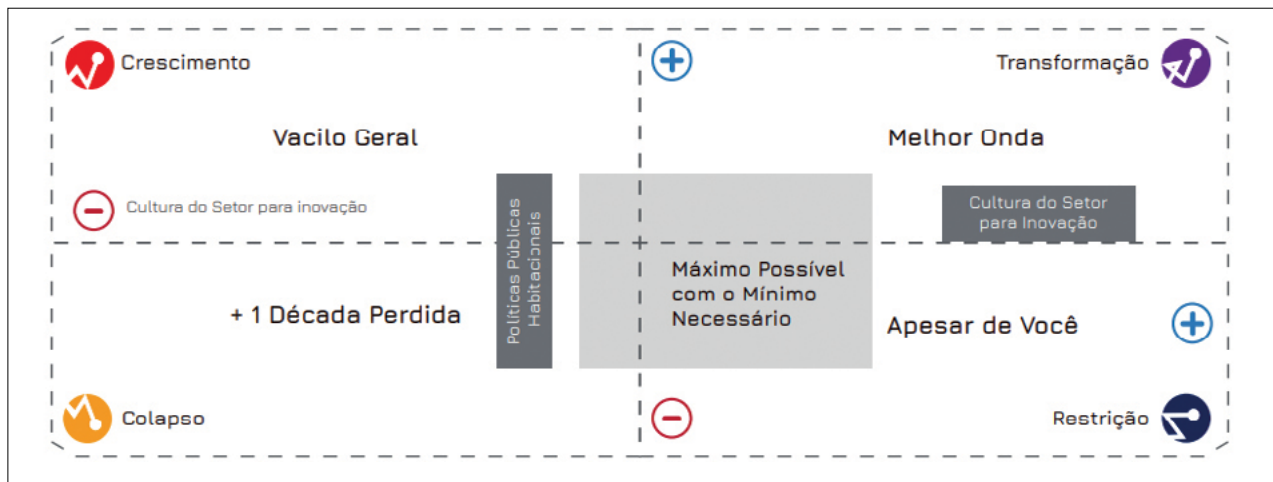 Crescimento
Transformação
Vacilo Geral
Melhor Onda
Cultura do Setor para inovação
Políticas Públicas
Habitacionais
Cultura do Setor
para Inovação
Máximo Possível
com o Mínimo
Necessário
+ 1 Década Perdida
Apesar de Você
Colapso
Restrição